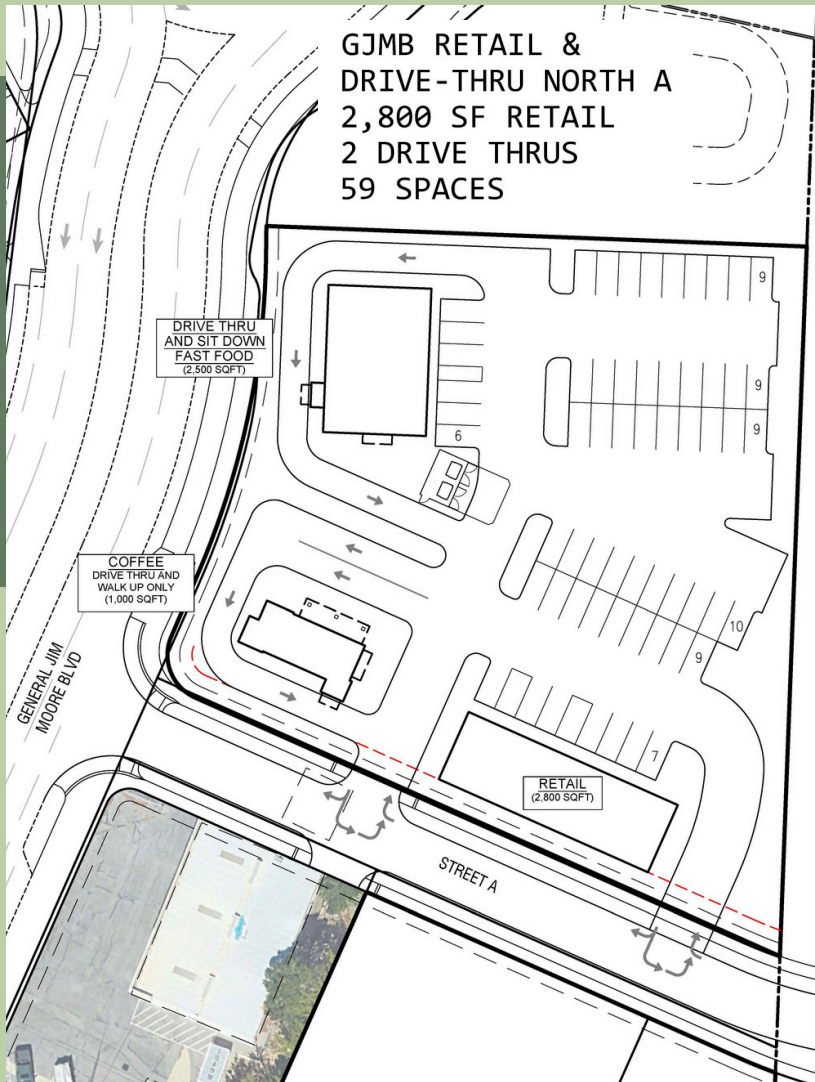 GJMB RETAIL &
DRIVE-THRU NORTH A
2,800 SF RETAIL
2 DRIVE THRUS
59 SPACES
9
DRIVE THRU
AND SIT DOWN
FAST FOOD
(2,500 SQFT)
9
9
6
COFFEE
DRIVE THRU AND
WALK UP ONLY
(1,000 SQFT)
10
9
GENERAL JIM
MOORE BLVD
7
RETAIL
(2,800 SQFT)
STREET A